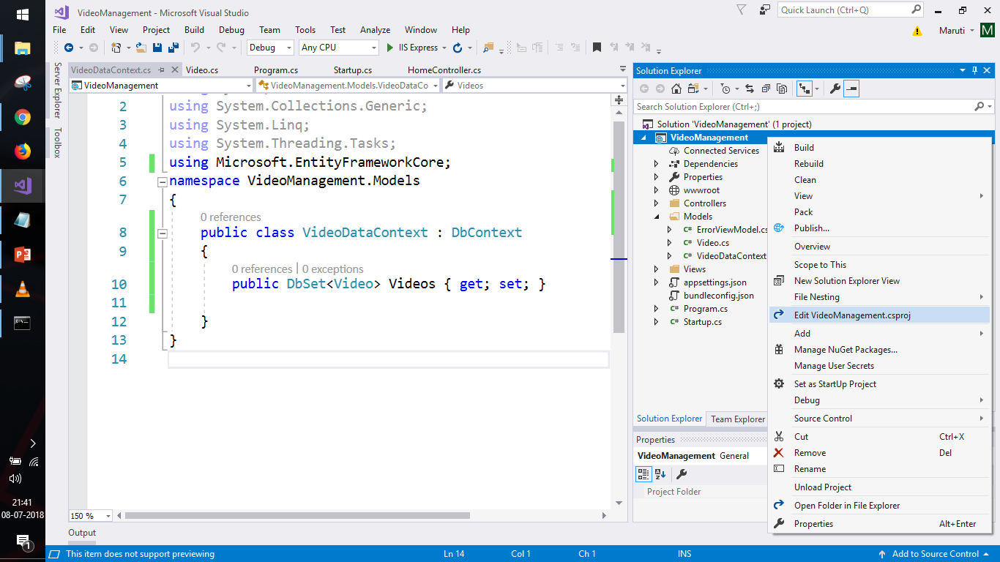 VideoManagement - Microsoft Visual Studio
Quick Launch (Ctrl+Q)
File Edit View Project Build Debug Team Tools Test Analyze Window Help
Maruti M
Debug Any CPU IIS Express
Server Explorer
Toolbox
VideoDataContext.cs Video.cs Program.cs Startup.cs HomeController.cs
VideoManagement VideoManagement.Models.VideoDataCo Videos
2 using System.Collections.Generic;
3 using System.Linq;
4 using System.Threading.Tasks;
5 using Microsoft.EntityFrameworkCore;
6 namespace VideoManagement.Models
7 {
0 references
8 public class VideoDataContext : DbContext
9 {
0 references | 0 exceptions
10 public DbSet<Video> Videos { get; set; }
11
12 }
13 }
14
150 %
Output
Solution Explorer
Search Solution Explorer (Ctrl+;)
Solution 'VideoManagement' (1 project)
VideoManagement
Connected Services
Dependencies
Properties
wwwroot
Controllers
Models
C# ErrorViewModel.cs
C# Video.cs
C# VideoDataContext
Views
appsettings.json
bundleconfig.json
C# Program.cs
C# Startup.cs
Solution Explorer Team Explorer
Properties
VideoManagement General
Project Folder
Build
Rebuild
Clean
View
Pack
Publish...
Overview
Scope to This
New Solution Explorer View
File Nesting
Edit VideoManagement.csproj
Add
Manage NuGet Packages...
Manage User Secrets
Set as StartUp Project
Debug
Source Control
Cut Ctrl+X
Remove Del
Rename
Unload Project
Open Folder in File Explorer
Properties Alt+Enter
21:41
08-07-2018
1
This item does not support previewing Ln 14 Col 1 Ch 1 INS Add to Source Control